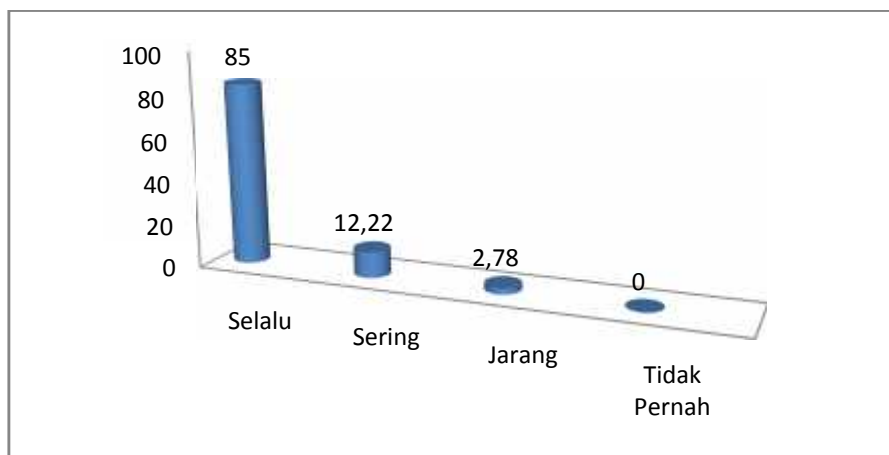 100
80
60
40
20
0
85
12,22
2,78
0
Selalu
Sering
Jarang
Tidak
Pernah